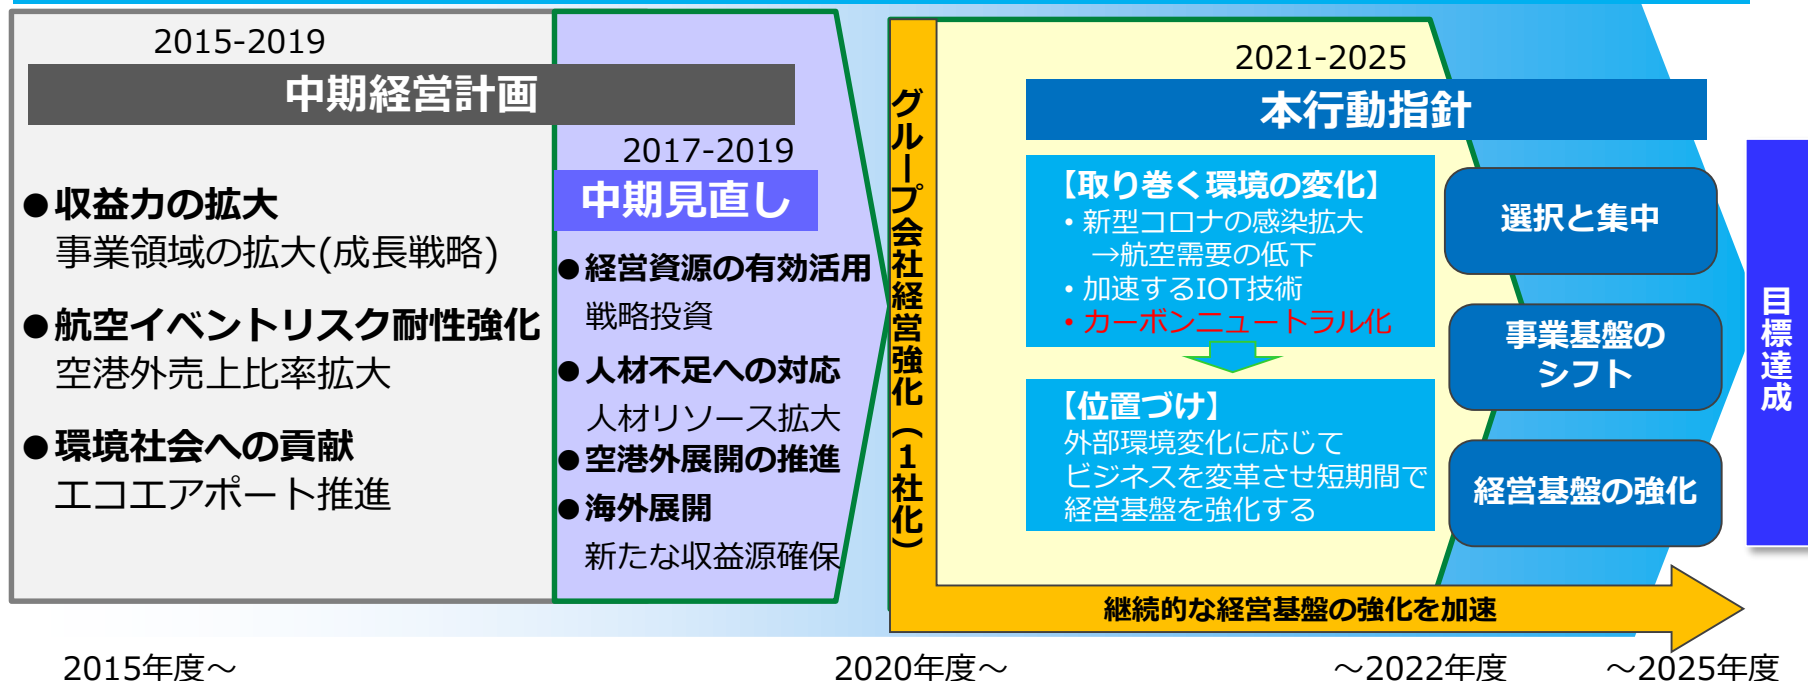 2015-2019
中期経営計画
●収益力の拡大
事業領域の拡大(成長戦略)
●航空イベントリスク耐性強化
空港外売上比率拡大
●環境社会への貢献
エコエアポート推進
2017-2019
中期見直し
●経営資源の有効活用
戦略投資
●人材不足への対応
人材リソース拡大
●空港外展開の推進
●海外展開
新たな収益源確保
グループ会社経営強化（1社化）
2021-2025
本行動指針
【取り巻く環境の変化】
・新型コロナの感染拡大
→航空需要の低下
・加速するIOT技術
・カーボンニュートラル化
【位置づけ】
外部環境変化に応じて
ビジネスを変革させ短期間で
経営基盤を強化する
選択と集中
事業基盤の
シフト
経営基盤の強化
目標達成
継続的な経営基盤の強化を加速
2015年度～
2020年度～
～2022年度
～2025年度